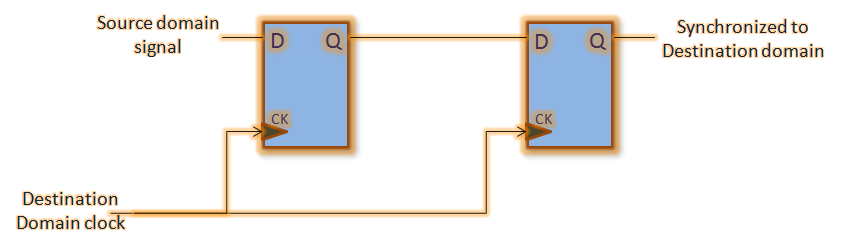 Source domain
signal
D Q
CK
D Q
CK
Synchronized to
Destination domain
Destination
Domain clock